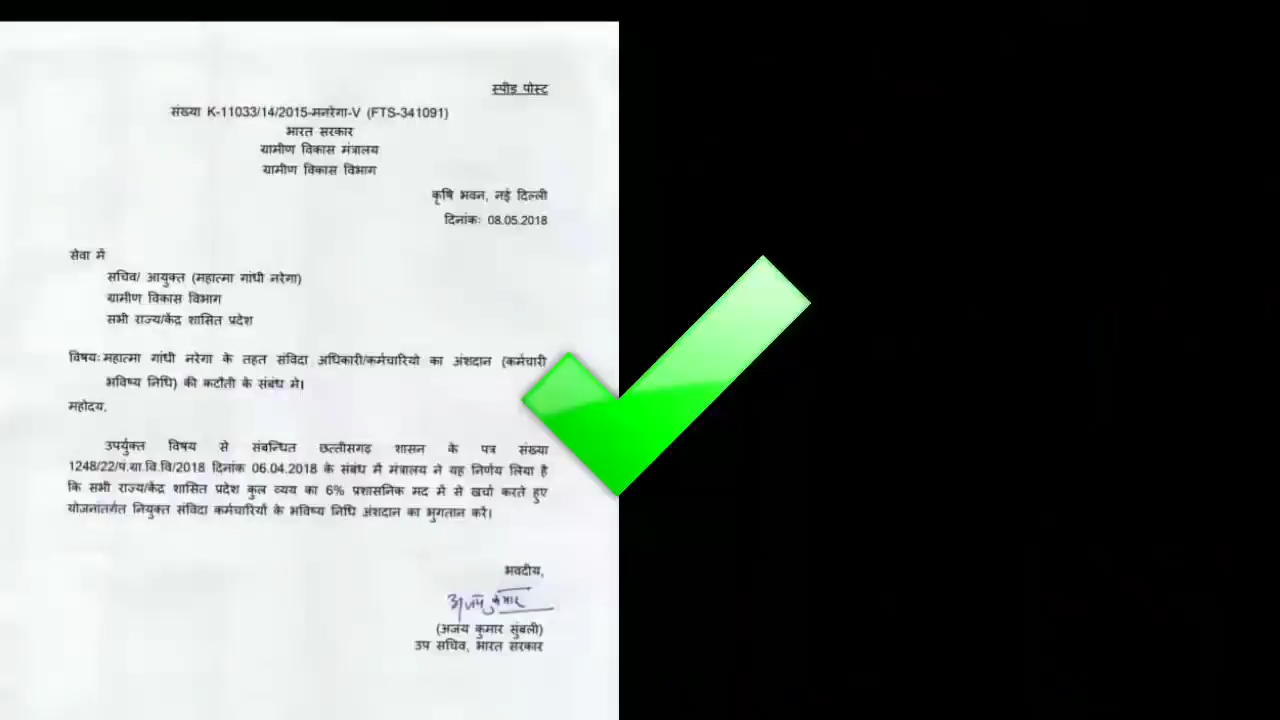 स्पीड पोस्ट
संख्या K-11033/14/2015-मनरेगा-V (FTS-341091)
भारत सरकार
ग्रामीण विकास मंत्रालय
ग्रामीण विकास विभाग
कृषि भवन, नई दिल्ली
दिनांकः 08.05.2018
सेवा में
सचिव/ आयुक्त (महात्मा गांधी नरेगा)
ग्रामीण विकास विभाग
सभी राज्य/केंद्र शासित प्रदेश
विषयः महात्मा गांधी नरेगा के तहत संविदा अधिकारी/कर्मचारियो का अंशदान (कर्मचारी
भविष्य निधि) की कटौती के संबंध मे।
महोदय,
उपर्युक्त विषय से संबन्धित छत्तीसगढ़ शासन के पत्र संख्या
1248/22/पं.ग्रा.वि.वि/2018 दिनांक 06.04.2018 के संबंध में मंत्रालय ने यह निर्णय लिया है
कि सभी राज्य/केंद्र शासित प्रदेश कुल व्यय का 6% प्रशासनिक मद में से खर्चा करते हुए
योजनांतर्गत नियुक्त संविदा कर्मचारियों के भविष्य निधि अंशदान का भुगतान करें।
भवदीय,
अजय कुमार
(अजय कुमार सुंबली)
उप सचिव, भारत सरकार